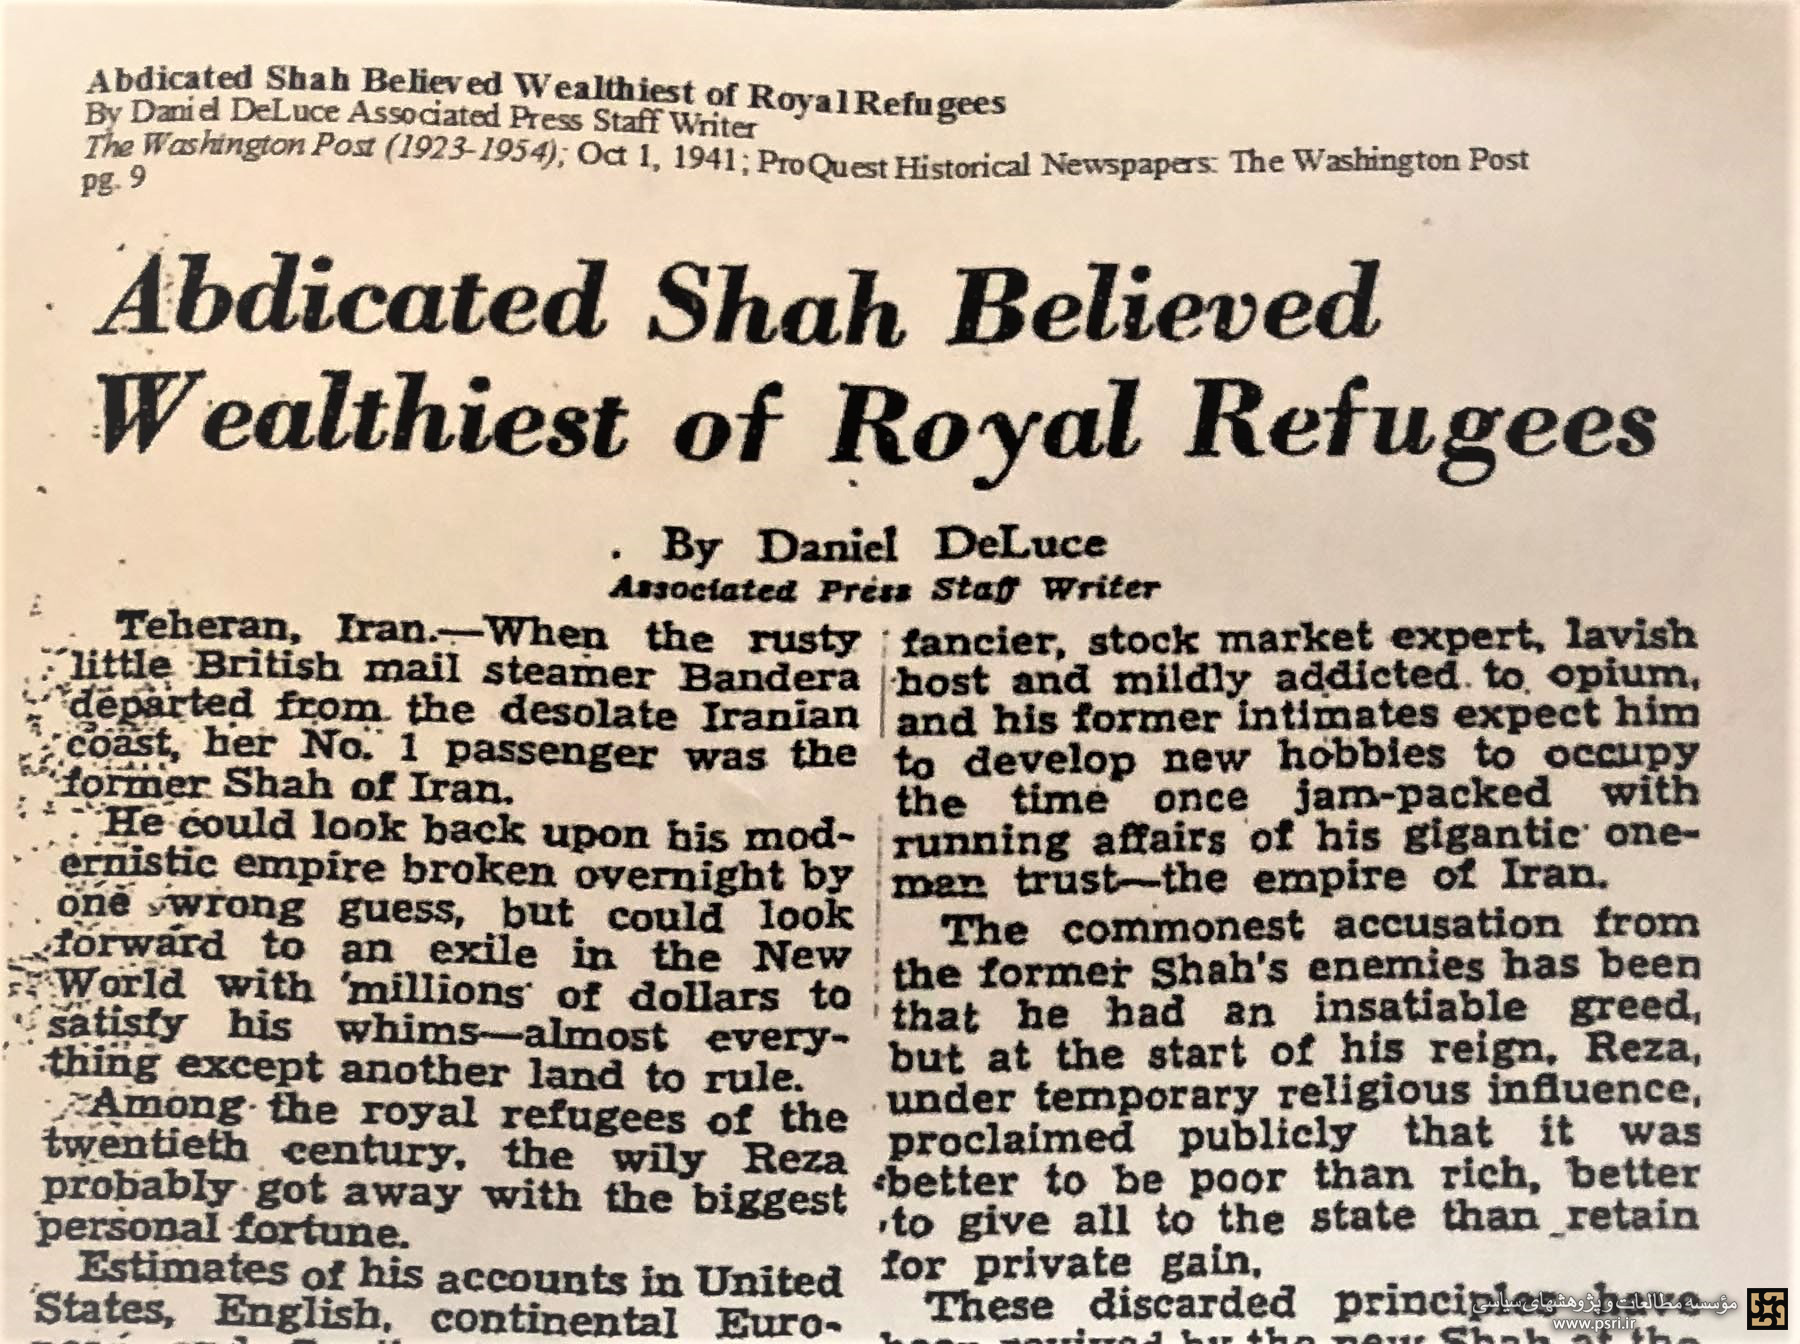 Abdicated Shah Believed Wealthiest of Royal Refugees
By Daniel DeLuce Associated Press Staff Writer
The Washington Post (1923-1954); Oct 1, 1941; ProQuest Historical Newspapers: The Washington Post
pg. 9
Abdicated Shah Believed
Wealthiest of Royal Refugees
By Daniel DeLuce
Associated Press Staff Writer
Teheran, Iran.—When the rusty
little British mail steamer Bandera
departed from the desolate Iranian
coast, her No. 1 passenger was the
former Shah of Iran.
He could look back upon his mod-
ernistic empire broken overnight by
one wrong guess, but could look
forward to an exile in the New
World with millions of dollars to
satisfy his whims—almost every-
thing except another land to rule.
Among the royal refugees of the
twentieth century, the wily Reza
probably got away with the biggest
personal fortune.
Estimates of his accounts in United
States, English, continental Euro-
fancier, stock market expert, lavish
host and mildly addicted to opium,
and his former intimates expect him
to develop new hobbies to occupy
the time once jam-packed with
running affairs of his gigantic one-
man trust—the empire of Iran.
The commonest accusation from
the former Shah's enemies has been
that he had an insatiable greed,
but at the start of his reign, Reza,
under temporary religious influence,
proclaimed publicly that it was
better to be poor than rich, better
to give all to the state than retain
for private gain.
These discarded principles have
been revived by the new Shah at the
مؤسسه مطالعات و پژوهشهای سیاسی
www.psri.ir